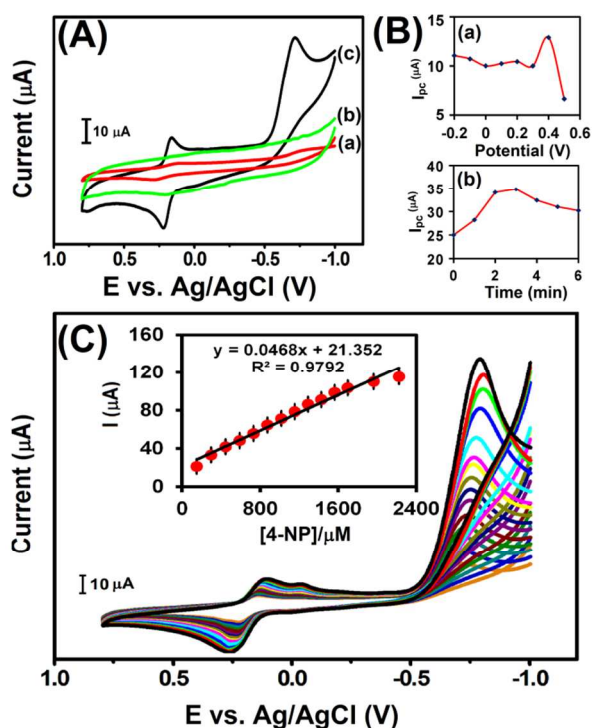 (A)
(c)
(b)
(a)
10 µA
Current (µA)
1.0 0.5 0.0 -0.5 -1.0
E vs. Ag/AgCl (V)
(B)
(a)
15
10
5
Ipc (µA)
-0.2 0 0.2 0.4 0.6
Potential (V)
(b)
40
35
30
25
20
Ipc (µA)
0 2 4 6
Time (min)
(C)
160
120
80
40
0
I (µA)
y = 0.0468x + 21.352
R² = 0.9792
0 800 1600 2400
[4-NP]/µM
10 µA
Current (µA)
1.0 0.5 0.0 -0.5 -1.0
E vs. Ag/AgCl (V)